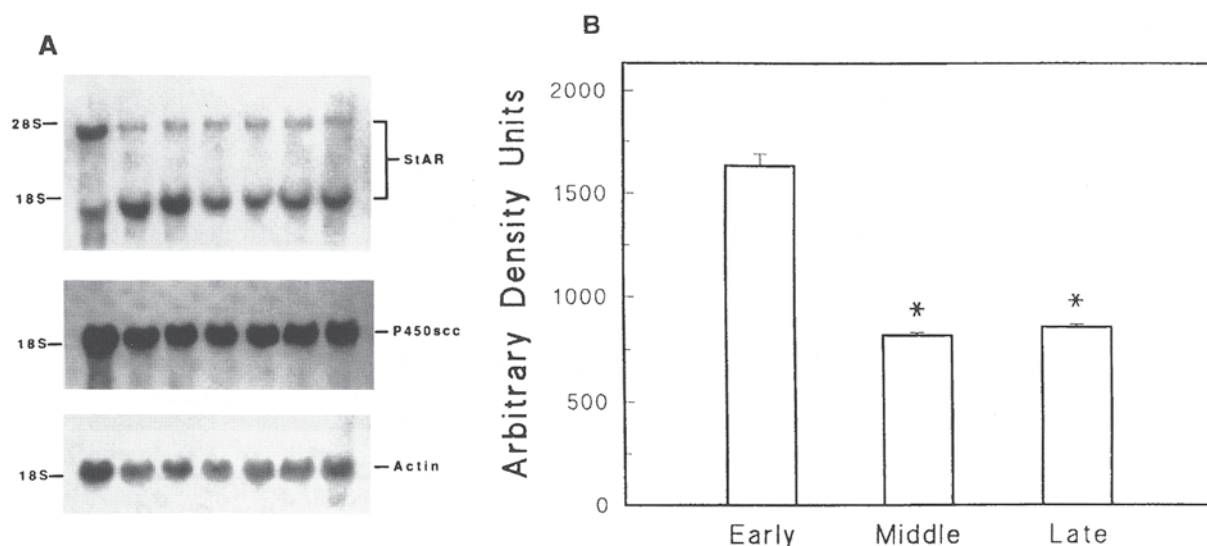 A
28S
StAR
18S
18S
P450scc
18S
Actin
B
Arbitrary Density Units
2000
1500
1000
500
0
*
*
Early Middle Late